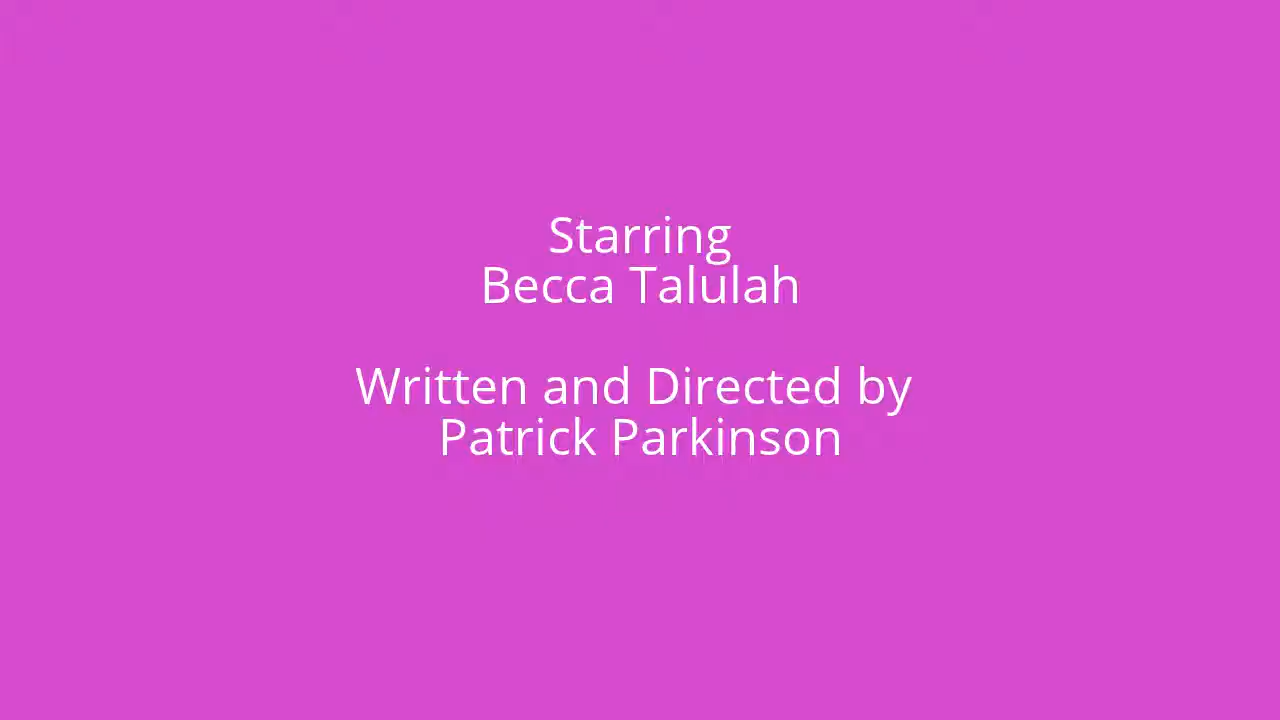 Starring
Becca Talulah
Written and Directed by
Patrick Parkinson